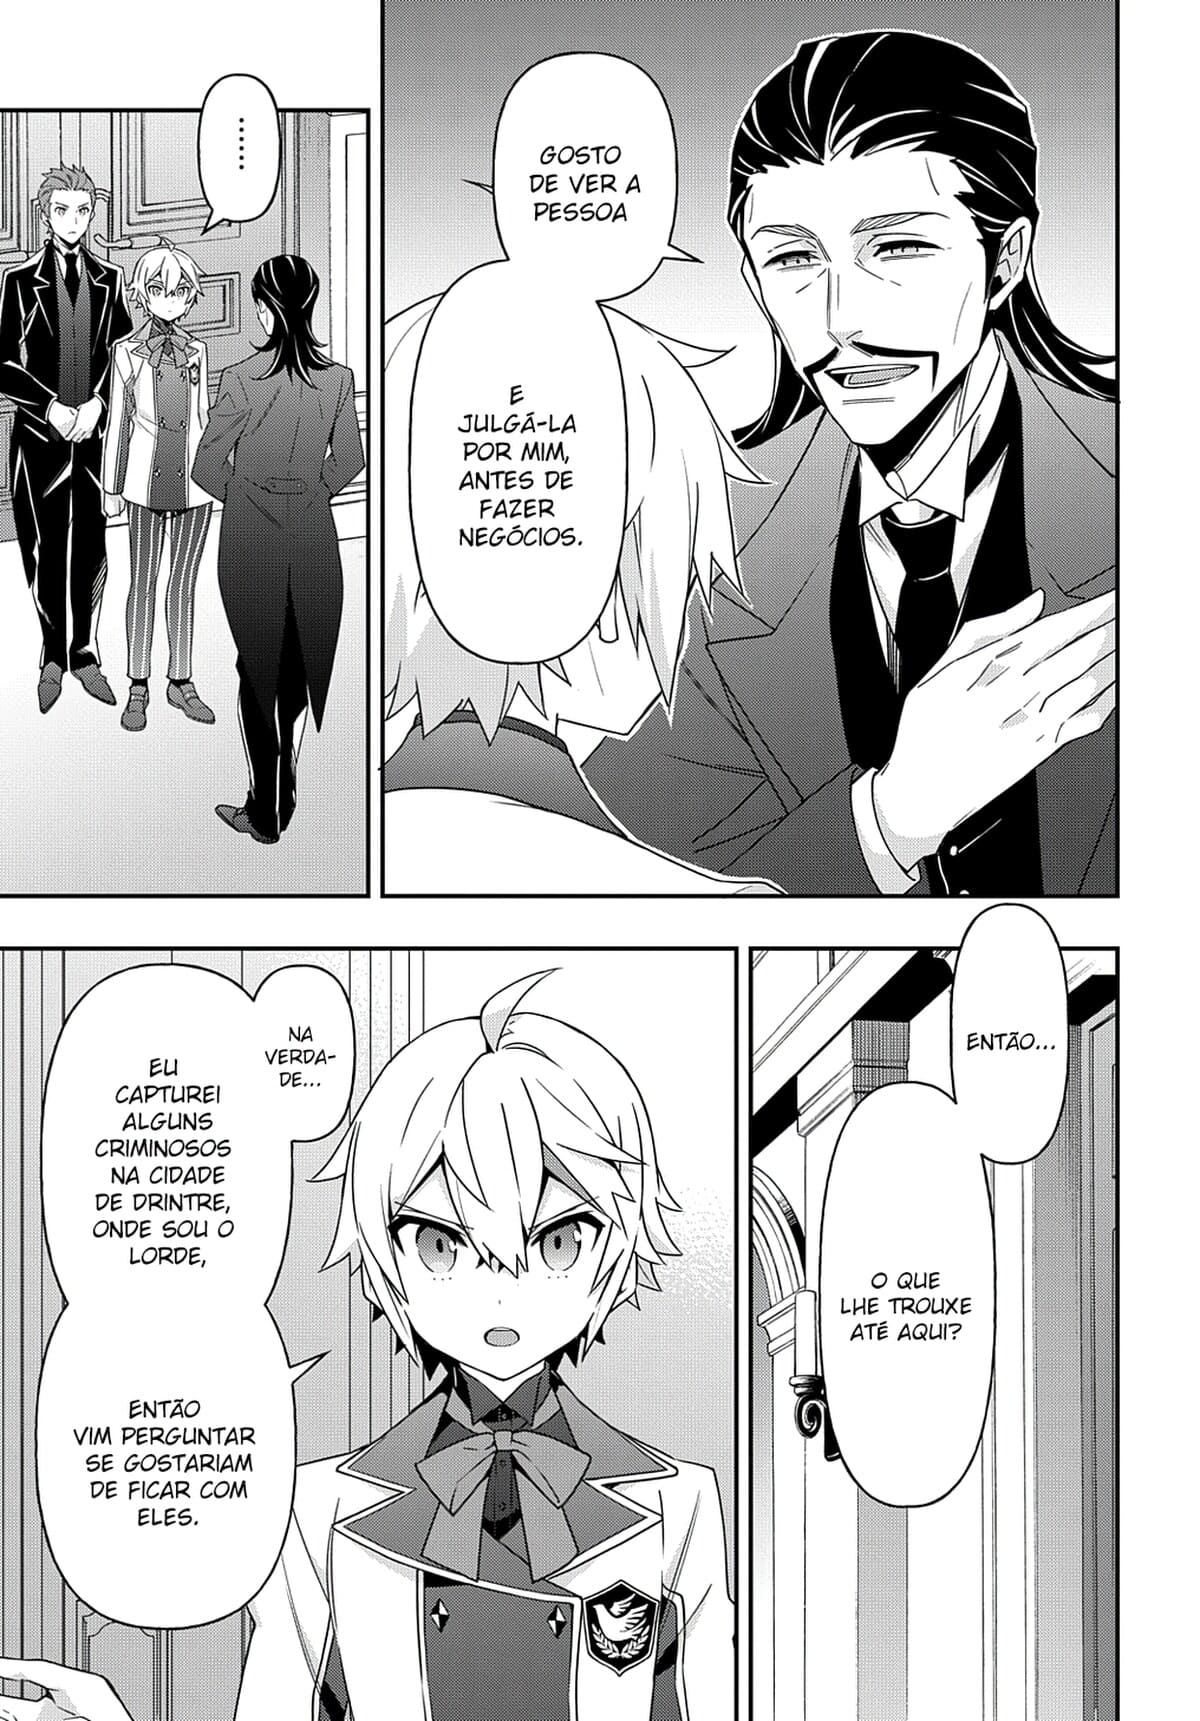 GOSTO
DE VER A
PESSOA
E
JULGÁ-LA
POR MIM,
ANTES DE
FAZER
NEGÓCIOS.
........
ENTÃO...
O QUE
LHE TROUXE
ATÉ AQUI?
NA
VERDA-
DE...
EU
CAPTUREI
ALGUNS
CRIMINOSOS
NA CIDADE
DE DRINTRE,
ONDE SOU O
LORDE,
ENTÃO
VIM PERGUNTAR
SE GOSTARIAM
DE FICAR COM
ELES.